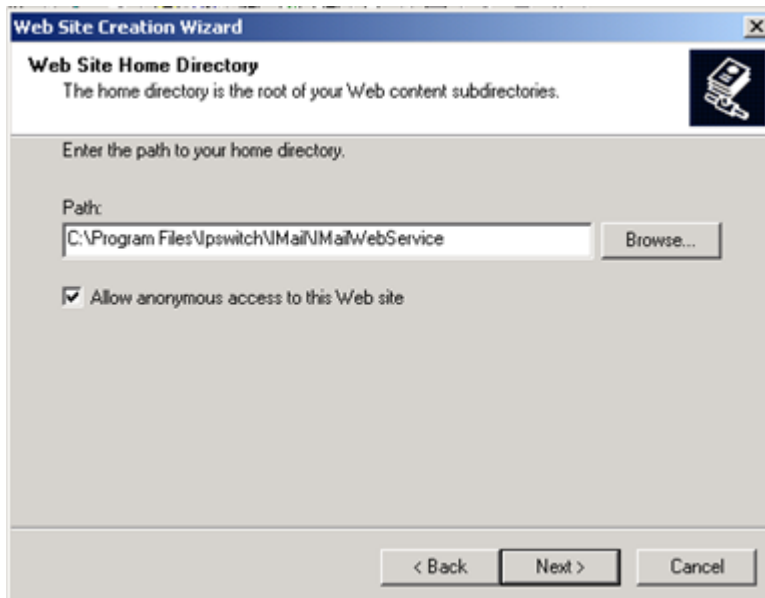 Web Site Creation Wizard
Web Site Home Directory
The home directory is the root of your Web content subdirectories.
Enter the path to your home directory.
Path:
C:\Program Files\Ipswitch\IMail\IMailWebService
Browse...
Allow anonymous access to this Web site
< Back
Next >
Cancel